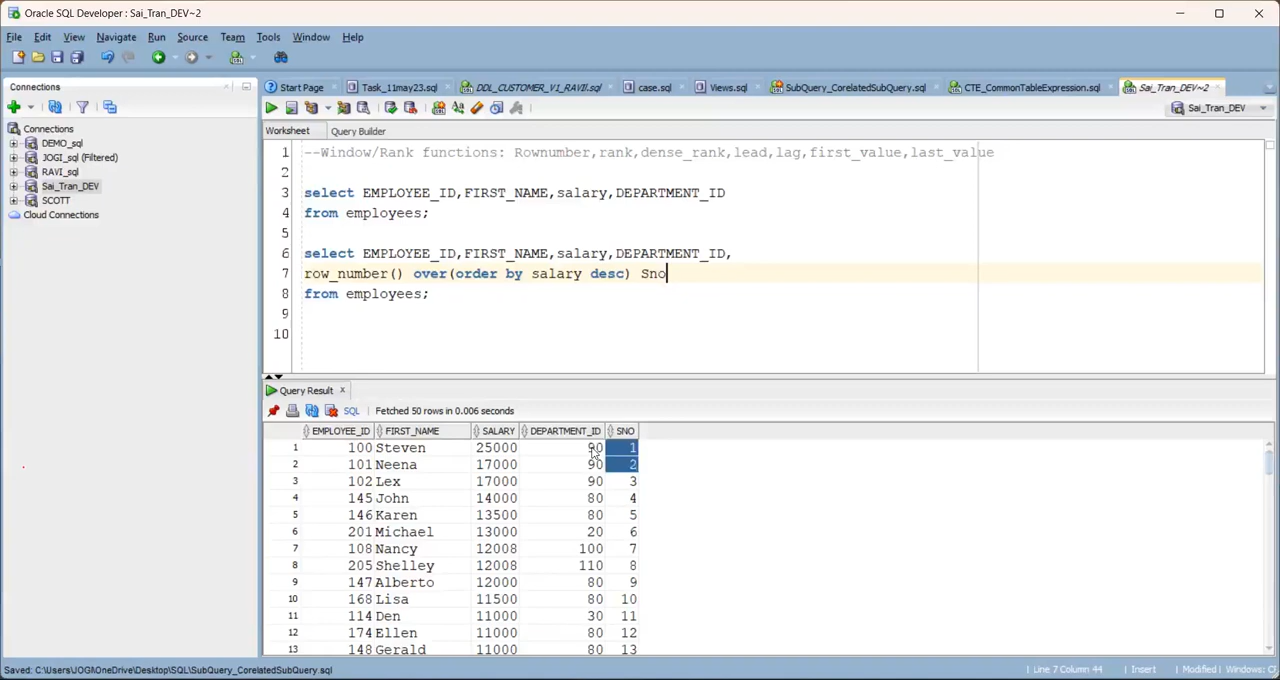 Oracle SQL Developer : Sai_Tran_DEV~2
File Edit View Navigate Run Source Team Tools Window Help
Connections
Start Page Task_11may23.sql DDL_CUSTOMER_V1_RAVII.sql case.sql Views.sql SubQuery_CorelatedSubQuery.sql CTE_CommonTableExpression.sql Sai_Tran_DEV~2
Sai_Tran_DEV
Connections
DEMO_sql
JOGI_sql (Filtered)
RAVI_sql
Sai_Tran_DEV
SCOTT
Cloud Connections
Worksheet Query Builder
1 --Window/Rank functions: Rownumber,rank,dense_rank,lead,lag,first_value,last_value
2
3 select EMPLOYEE_ID,FIRST_NAME,salary,DEPARTMENT_ID
4 from employees;
5
6 select EMPLOYEE_ID,FIRST_NAME,salary,DEPARTMENT_ID,
7 row_number() over(order by salary desc) Sno
8 from employees;
9
10
Query Result x
SQL Fetched 50 rows in 0.006 seconds
EMPLOYEE_ID FIRST_NAME SALARY DEPARTMENT_ID SNO
1 100 Steven 25000 90 1
2 101 Neena 17000 90 2
3 102 Lex 17000 90 3
4 145 John 14000 80 4
5 146 Karen 13500 80 5
6 201 Michael 13000 20 6
7 108 Nancy 12008 100 7
8 205 Shelley 12008 110 8
9 147 Alberto 12000 80 9
10 168 Lisa 11500 80 10
11 114 Den 11000 30 11
12 174 Ellen 11000 80 12
13 148 Gerald 11000 80 13
Saved: C:\Users\JOGI\OneDrive\Desktop\SQL\SubQuery_CorelatedSubQuery.sql
Line 7 Column 44 Insert Modified Windows: C